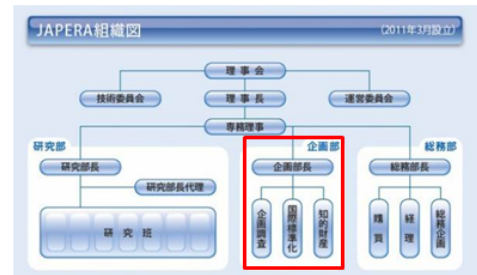 JAPERA組織図
(2011年3月設立)
理事会
技術委員会
理事長
運営委員会
専務理事
研究部
企画部
総務部
研究部長
企画部長
総務部長
研究部長代理
研究班
企画調査
国際標準化
知的財産
購買
経理
総務企画